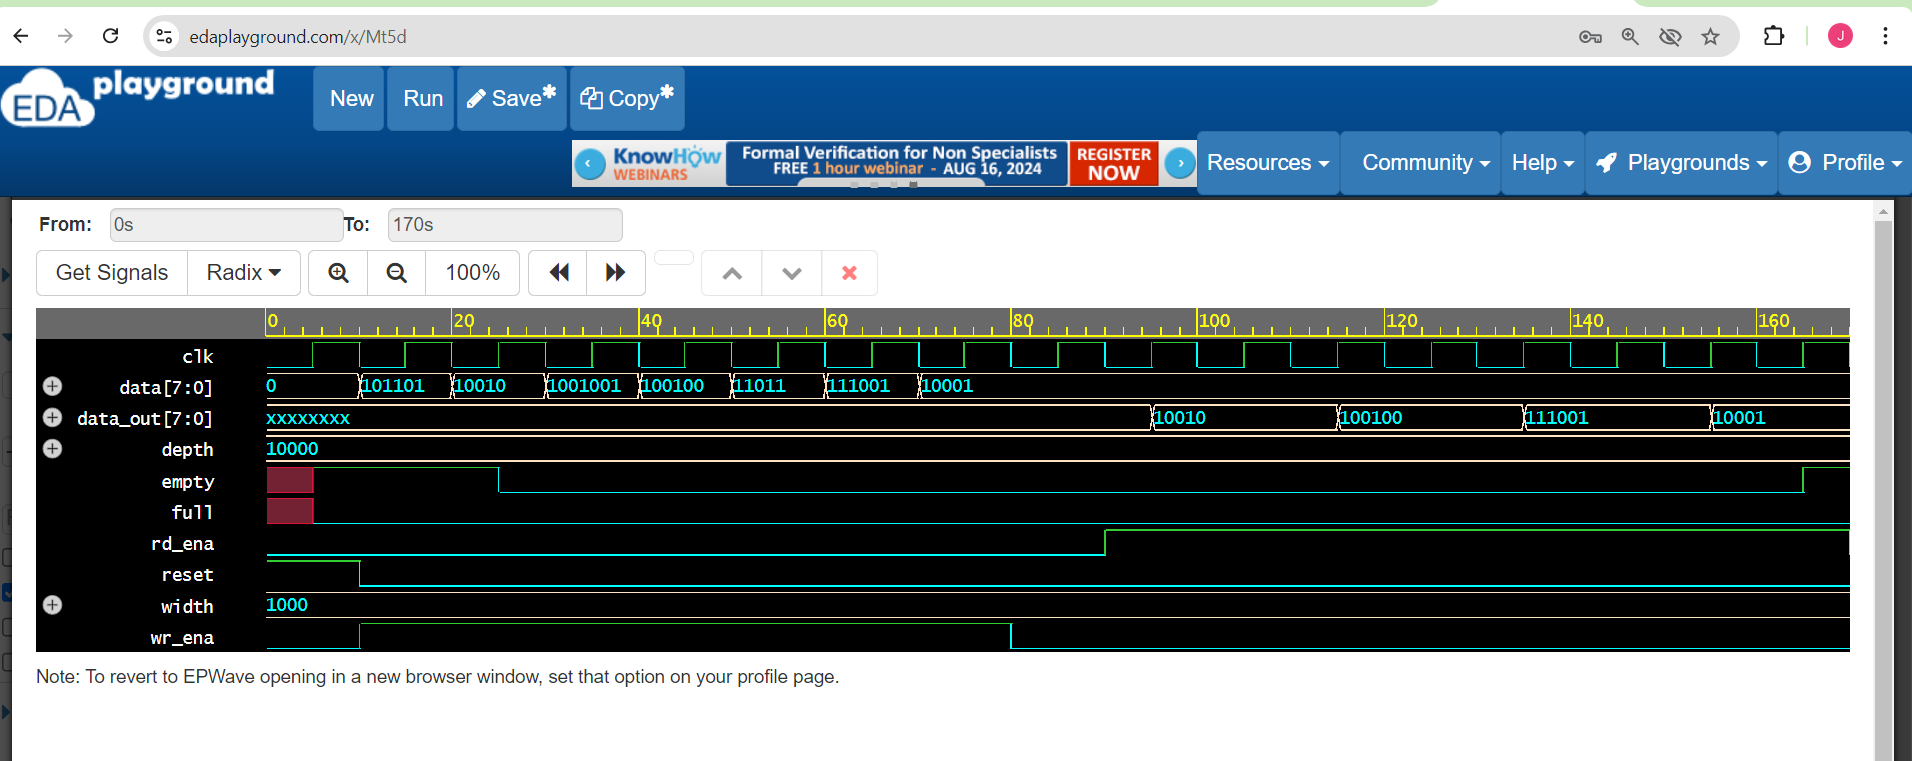 edaplayground.com/x/Mt5d
J
EDA playground
New Run Save* Copy*
KnowHow WEBINARS
Formal Verification for Non Specialists
FREE 1 hour webinar - AUG 16, 2024
REGISTER NOW
Resources Community Help Playgrounds Profile
From: 0s To: 170s
Get Signals Radix 100%
0 20 40 60 80 100 120 140 160
clk
data[7:0] 0 101101 10010 1001001 100100 11011 111001 10001
data_out[7:0] xxxxxxxx 10010 100100 111001 10001
depth 10000
empty
full
rd_ena
reset
width 1000
wr_ena
Note: To revert to EPWave opening in a new browser window, set that option on your profile page.